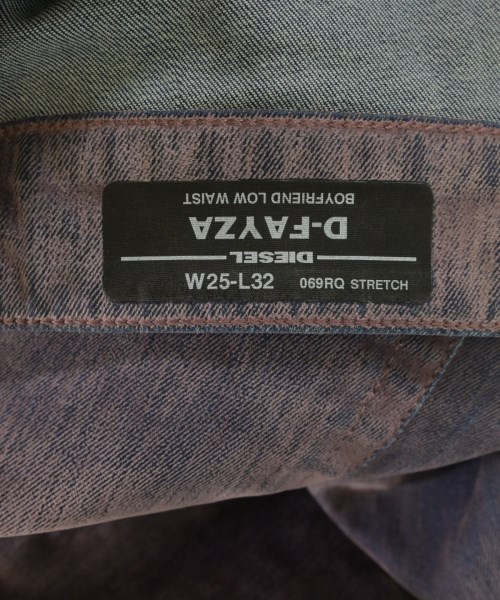 BOYFRIEND LOW WAIST
D-FAYZA
DIESEL
W25-L32 069RQ STRETCH